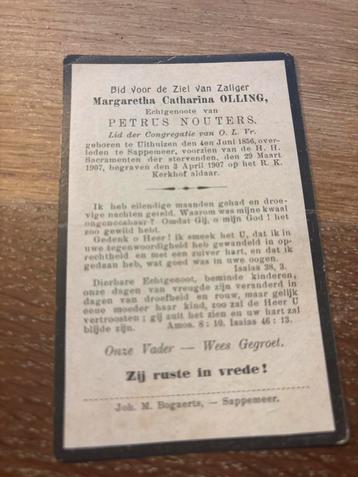 Bid voor de Ziel van Zaliger
Margaretha Catharina OLLING,
Echtgenoote van
PETRUS NOUTERS.
Lid der Congregatie van O. L. Vr.
geboren te Uithuizen den 4en Juni 1856, over-
leden te Sappemeer, voorzien van de H. H.
Sacramenten der stervenden, den 29 Maart
1907, begraven den 3 April 1907 op het R. K.
Kerkhof aldaar.
Ik heb eilendige maanden gehad en droe-
vige nachten geteld. Waarom was mijne kwaal
ongeneesbaar? Omdat Gij, o mijn God! het
zoo gewild hebt.
Gedenk o Heer! ik smeek het U, dat ik in
uwe tegenwoordigheid heb gewandeld in op-
rechtheid en met een zuiver hart, en dat ik
gedaan heb, wat goed was in uwe oogen.
Isaias 38, 3.
Dierbare Echtgenoot, beminde kinderen,
onze dagen van vreugde zijn veranderd in
dagen van droefheid en rouw, maar gelijk
eene moeder haar kind, zoo zal de Heer U
vertroosten; gij zult het zien en uw hart zal
blijde zijn. Amos. 8: 10. Isaias 46: 13.
Onze Vader — Wees Gegroet.
Zij ruste in vrede!
Joh. M. Bogaerts, — Sappemeer.